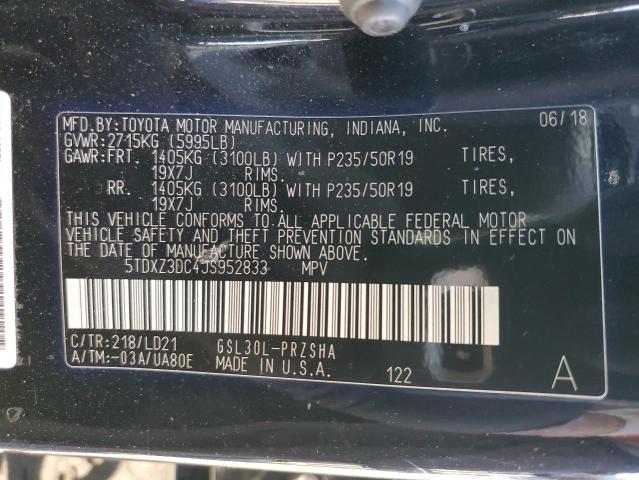 MFD.BY:TOYOTA MOTOR MANUFACTURING, INDIANA, INC. 06/18
GVWR:2715KG (5995LB)
GAWR:FRT. 1405KG (3100LB) WITH P235/50R19 TIRES,
19X7J RIMS.
RR. 1405KG (3100LB) WITH P235/50R19 TIRES,
19X7J RIMS.
THIS VEHICLE CONFORMS TO ALL APPLICABLE FEDERAL MOTOR
VEHICLE SAFETY AND THEFT PREVENTION STANDARDS IN EFFECT ON
THE DATE OF MANUFACTURE SHOWN ABOVE.
5TDXZ3DC4JS952833 MPV
C/TR:218/LD21 GSL30L-PRZSHA
A/TM:-03A/UA80E MADE IN U.S.A. 122 A